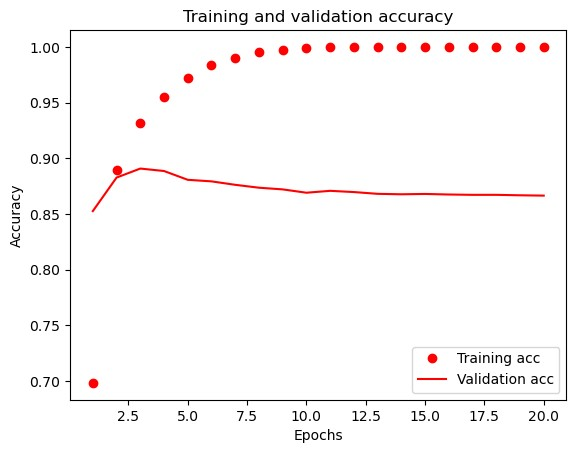 Training and validation accuracy
1.00
0.95
0.90
0.85
0.80
0.75
0.70
Accuracy
Training acc
Validation acc
2.5 5.0 7.5 10.0 12.5 15.0 17.5 20.0
Epochs